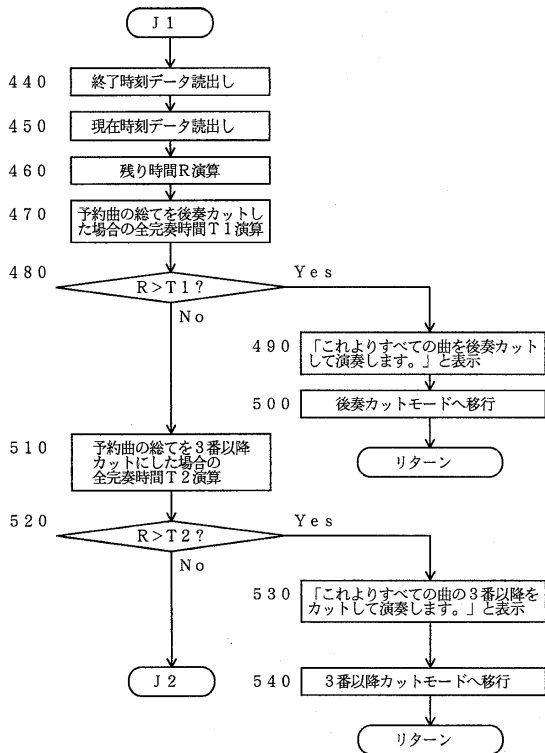 J1
440
終了時刻データ読出し
450
現在時刻データ読出し
460
残り時間R演算
470
予約曲の総てを後奏カットし
た場合の全完奏時間T1演算
480
R>T1?
Yes
No
490
「これよりすべての曲を後奏カット
して演奏します。」と表示
500
後奏カットモードへ移行
リターン
510
予約曲の総てを3番以降
カットにした場合の
全完奏時間T2演算
520
R>T2?
Yes
No
530
「これよりすべての曲の3番以降を
カットして演奏します。」と表示
J2
540
3番以降カットモードへ移行
リターン